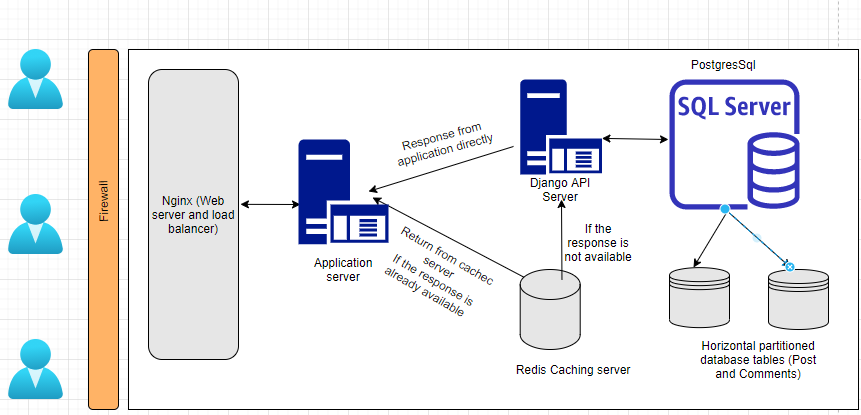 Firewall
Nginx (Web
server and load
balancer)
Application
server
Response from
application directly
Return from cachec
server
If the response is
already available
Django API
Server
If the
response is
not available
Redis Caching server
PostgresSql
SQL Server
Horizontal partitioned
database tables (Post
and Comments)